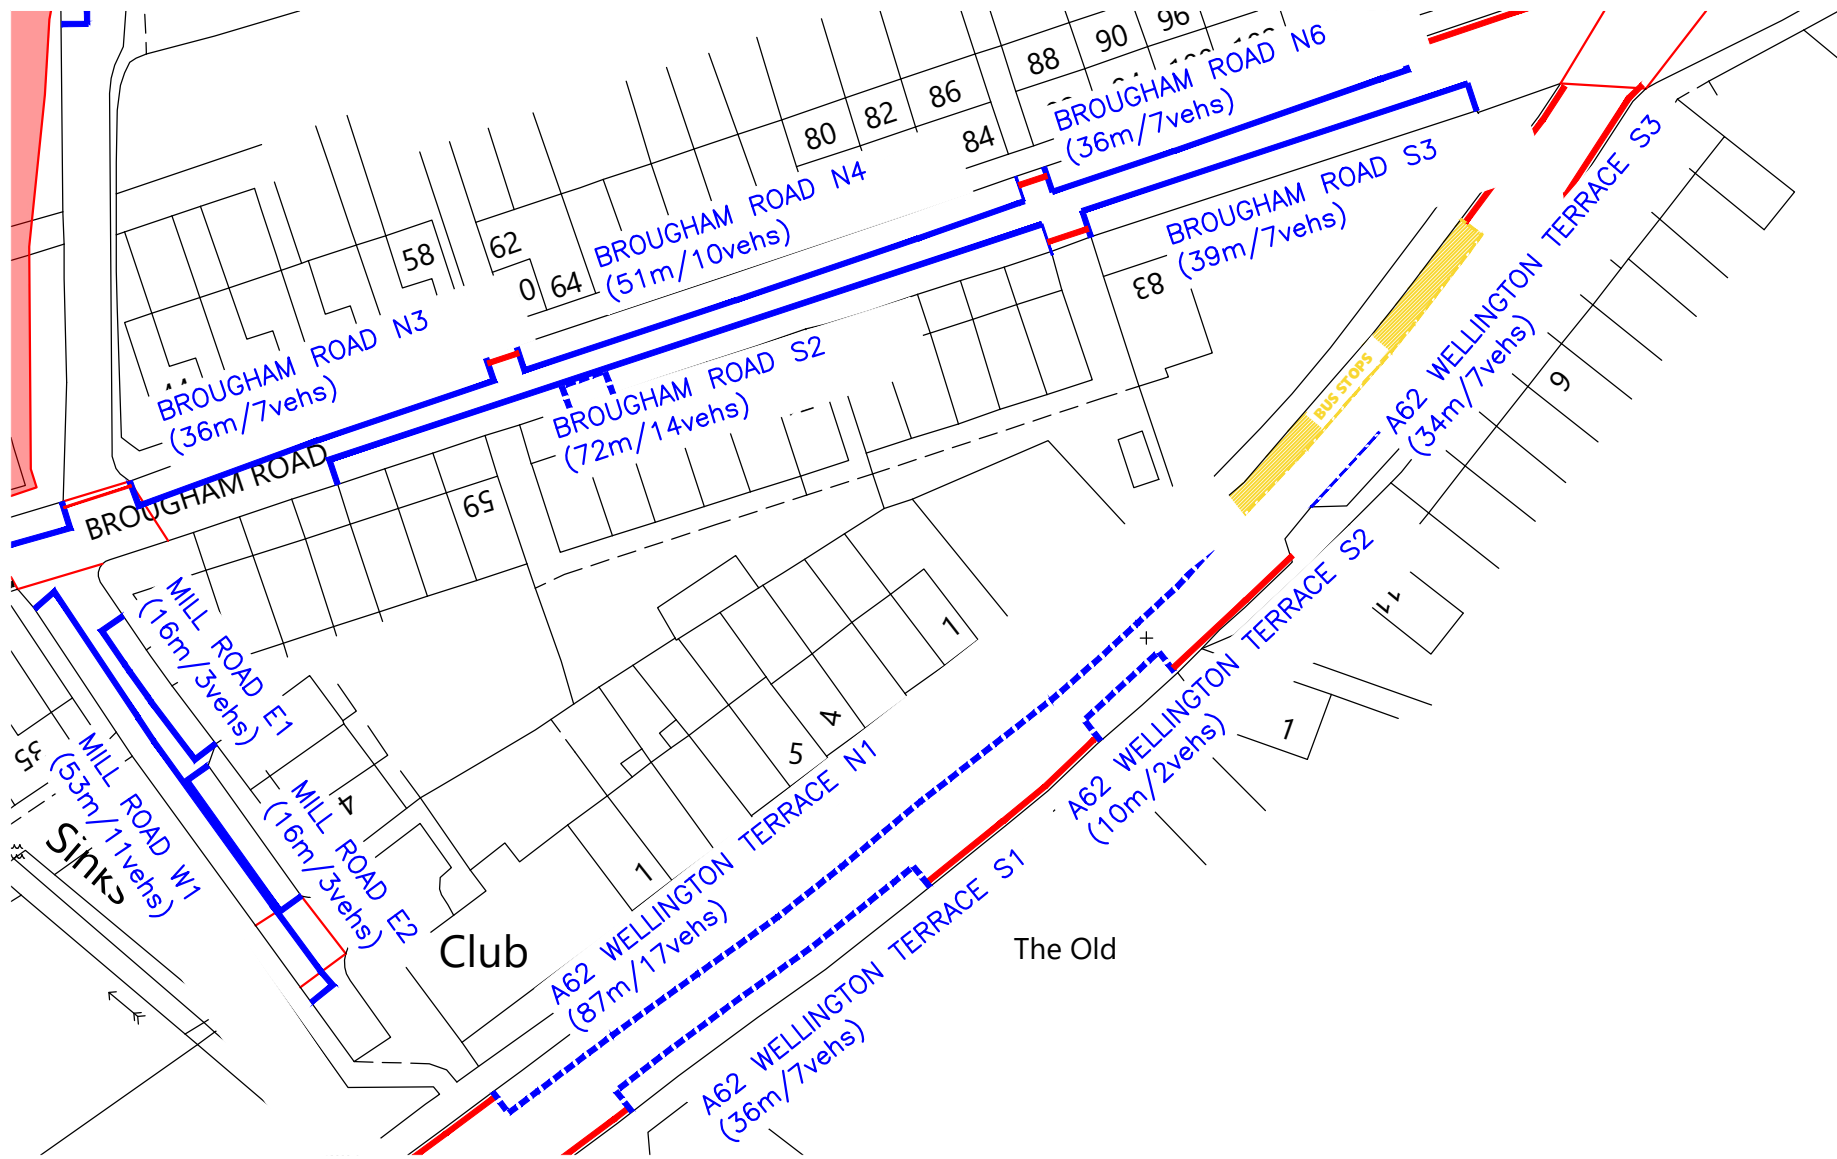 96
90
88
BROUGHAM ROAD N6
(36m/7vehs)
86
82
80
84
BROUGHAM ROAD S3
(39m/7vehs)
A62 WELLINGTON TERRACE S3
(34m/7vehs)
BROUGHAM ROAD N4
(51m/10vehs)
58
62
0
64
83
BROUGHAM ROAD N3
(36m/7vehs)
BROUGHAM ROAD S2
(72m/14vehs)
BUS STOPS
9
BROUGHAM ROAD
59
A62 WELLINGTON TERRACE S2
(10m/2vehs)
11
MILL ROAD E1
(16m/3vehs)
1
4
5
1
35
MILL ROAD W1
(53m/11vehs)
4
MILL ROAD E2
(16m/3vehs)
1
A62 WELLINGTON TERRACE N1
(87m/17vehs)
Club
The Old
A62 WELLINGTON TERRACE S1
(36m/7vehs)